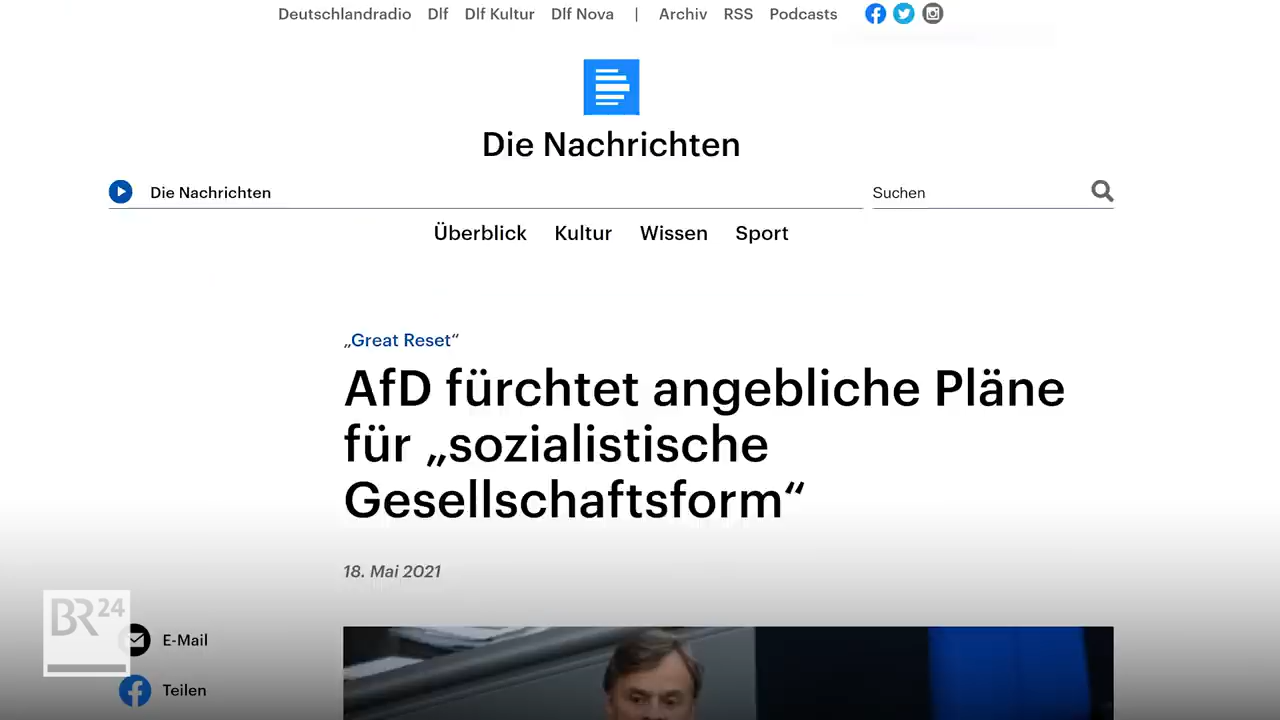 Deutschlandradio Dlf Dlf Kultur Dlf Nova | Archiv RSS Podcasts
Die Nachrichten
Die Nachrichten Suchen
Überblick Kultur Wissen Sport
„Great Reset“
AfD fürchtet angebliche Pläne
für „sozialistische
Gesellschaftsform“
18. Mai 2021
BR24
E-Mail
Teilen